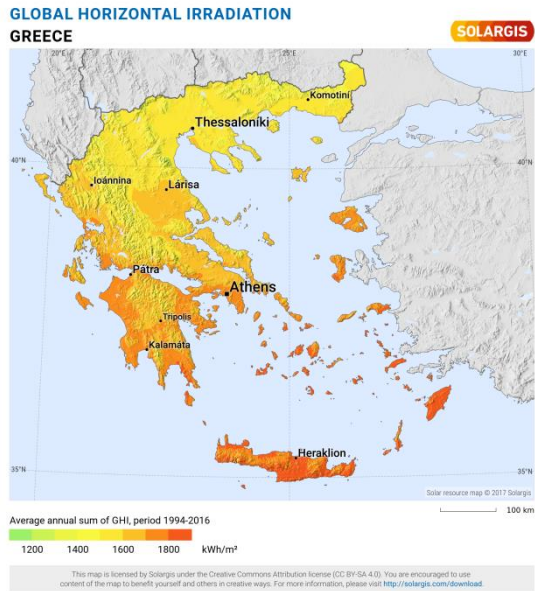 GLOBAL HORIZONTAL IRRADIATION
GREECE
SOLARGIS
20°E
25°E
30°E
Komotiní
Thessaloníki
40°N
40°N
Ioánnina
Lárisa
Pátra
Athens
Tripolis
Kalamáta
Heraklion
35°N
35°N
Solar resource map © 2017 Solargis
100 km
Average annual sum of GHI, period 1994-2016
1200 1400 1600 1800 kWh/m²
This map is licensed by Solargis under the Creative Commons Attribution license (CC BY-SA 4.0). You are encouraged to use
content of the map to benefit yourself and others in creative ways. For more information, please visit http://solargis.com/download.